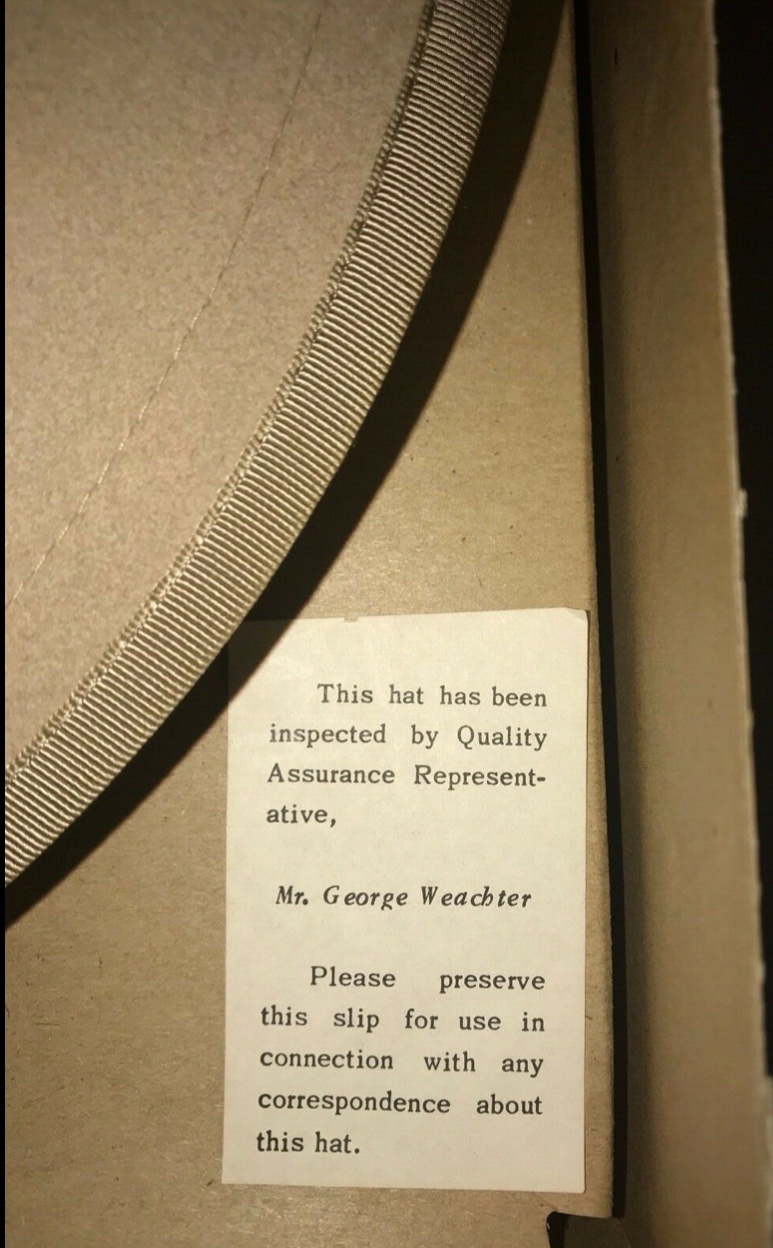 This hat has been
inspected by Quality
Assurance Represent-
ative,
Mr. George Weachter
Please preserve
this slip for use in
connection with any
correspondence about
this hat.